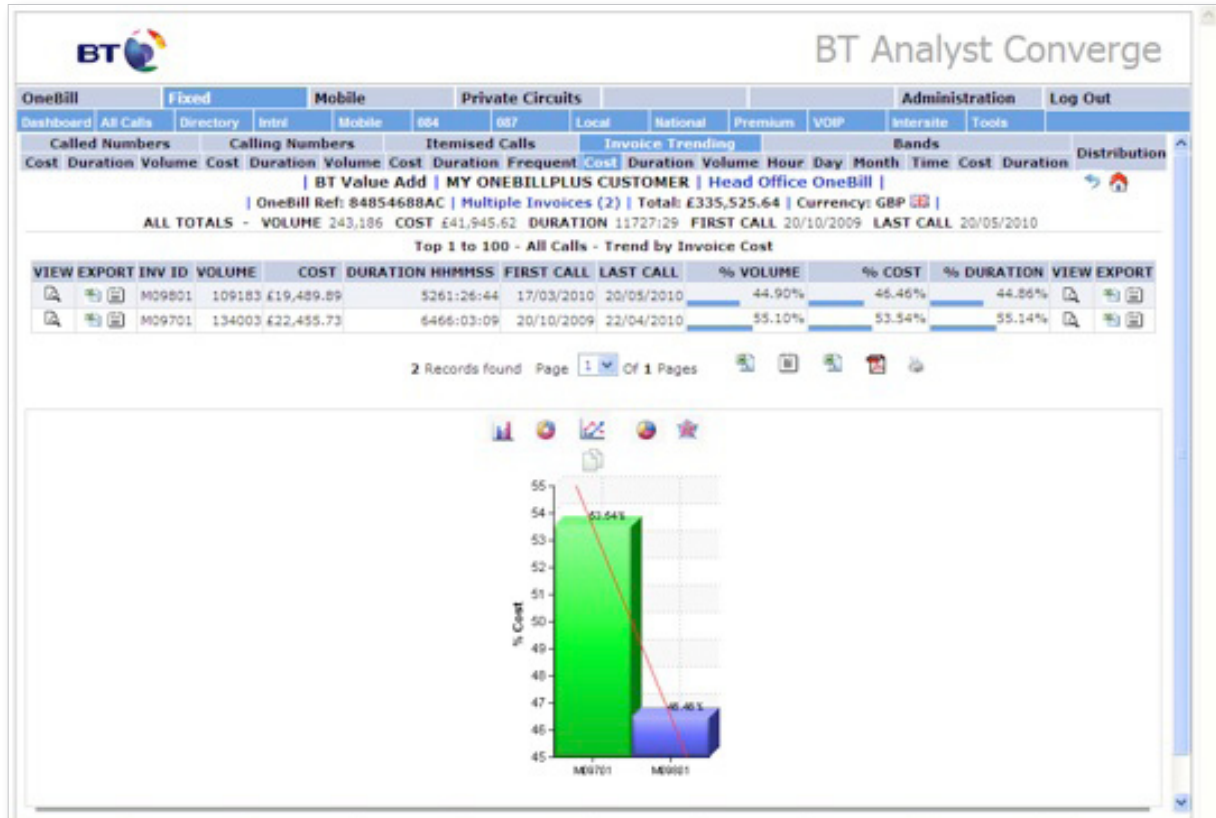 BT
BT Analyst Converge
OneBill Fixed Mobile Private Circuits Administration Log Out
Dashboard All Calls Directory Intnl Mobile 084 087 Local National Premium VOIP Intersite Tools
Called Numbers Calling Numbers Itemised Calls Invoice Trending Bands Distribution
Cost Duration Volume Cost Duration Volume Cost Duration Frequent Cost Duration Volume Hour Day Month Time Cost Duration
| BT Value Add | MY ONEBILLPLUS CUSTOMER | Head Office OneBill |
| OneBill Ref: 84854688AC | Multiple Invoices (2) | Total: £335,525.64 | Currency: GBP |
ALL TOTALS - VOLUME 243,186 COST £41,945.62 DURATION 11727:29 FIRST CALL 20/10/2009 LAST CALL 20/05/2010
Top 1 to 100 - All Calls - Trend by Invoice Cost
VIEW EXPORT INV ID VOLUME COST DURATION HHMMSS FIRST CALL LAST CALL % VOLUME % COST % DURATION VIEW EXPORT
M09801 109183 £19,489.89 5261:26:44 17/03/2010 20/05/2010 44.90% 46.46% 44.86%
M09701 134003 £22,455.73 6466:03:09 20/10/2009 22/04/2010 55.10% 53.54% 55.14%
2 Records found Page 1 Of 1 Pages
55
54
53.54%
53
52
51
50
% Cost
49
48
47
46.46%
46
45
M09701 M09801